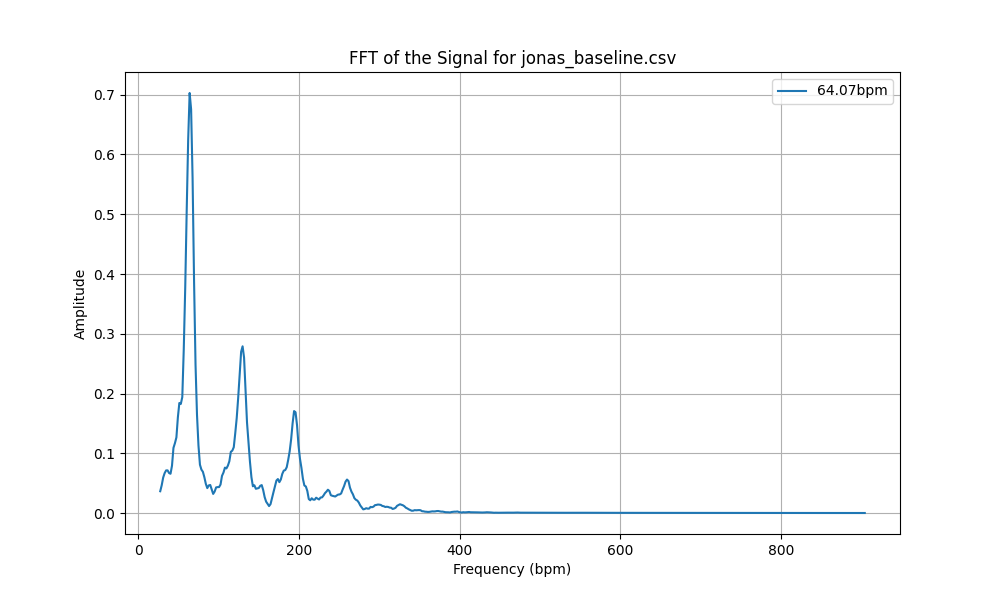 FFT of the Signal for jonas_baseline.csv
64.07bpm
Amplitude
0.7
0.6
0.5
0.4
0.3
0.2
0.1
0.0
0 200 400 600 800
Frequency (bpm)